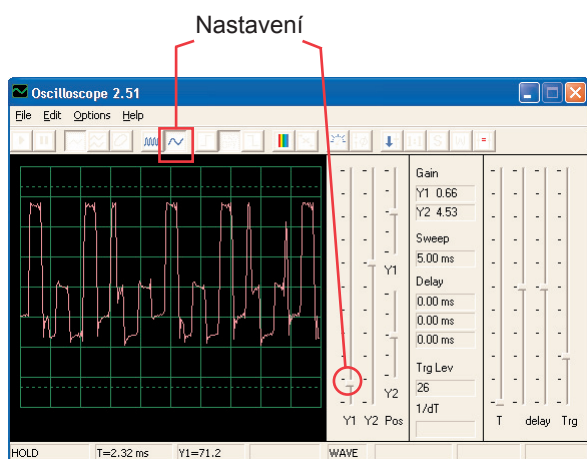 Nastavení
Oscilloscope 2.51
File Edit Options Help
Gain
Y1 0.66
Y2 4.53
Sweep
5.00 ms
Delay
0.00 ms
0.00 ms
0.00 ms
Trg Lev
26
1/dT
Y1
Y2
Y1 Y2 Pos
T delay Trg
HOLD T=2.32 ms Y1=71.2 WAVE